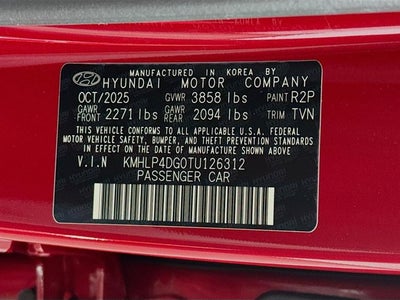 MANUFACTURED IN KOREA BY
HYUNDAI MOTOR COMPANY
OCT/2025 GVWR 3858 lbs PAINT R2P
GAWR FRONT 2271 lbs GAWR REAR 2094 lbs TRIM TVN
THIS VEHICLE CONFORMS TO ALL APPLICABLE U.S.A. FEDERAL
MOTOR VEHICLE SAFETY, BUMPER, AND THEFT PREVENTION
STANDARDS IN EFFECT ON THE DATE OF MANUFACTURE SHOWN ABOVE.
V.I.N KMHLP4DG0TU126312
PASSENGER CAR